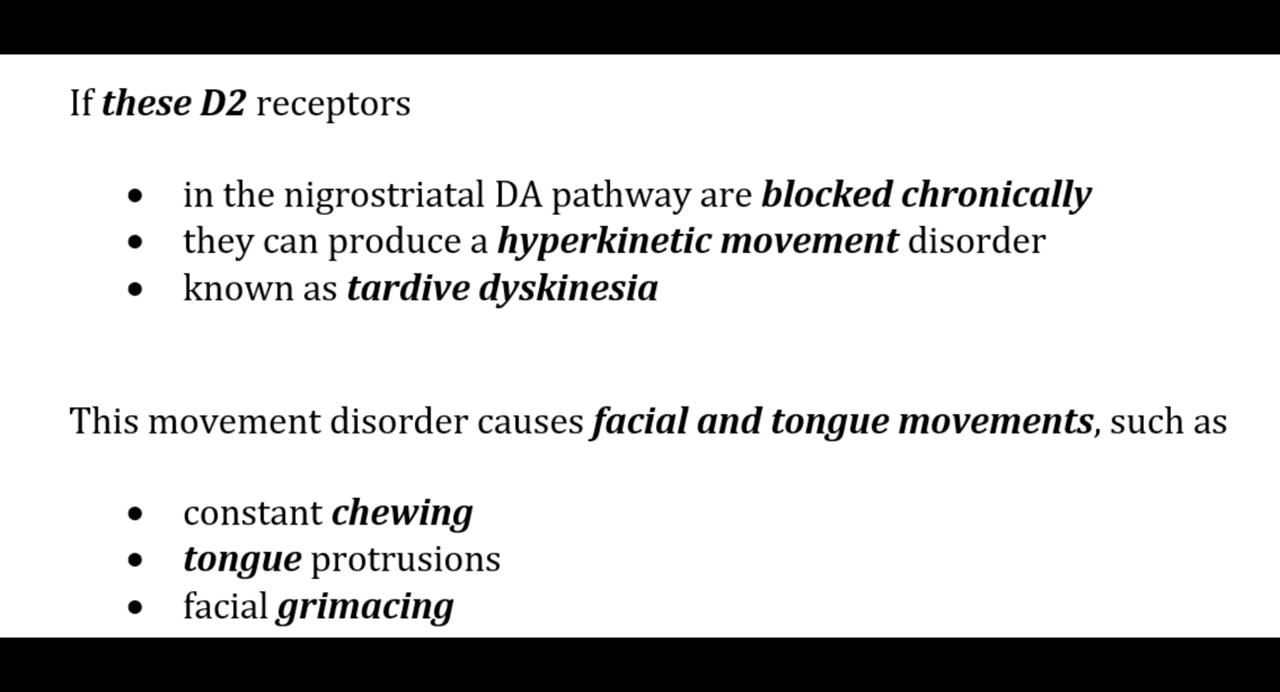 If these D2 receptors
• in the nigrostriatal DA pathway are blocked chronically
• they can produce a hyperkinetic movement disorder
• known as tardive dyskinesia
This movement disorder causes facial and tongue movements, such as
• constant chewing
• tongue protrusions
• facial grimacing